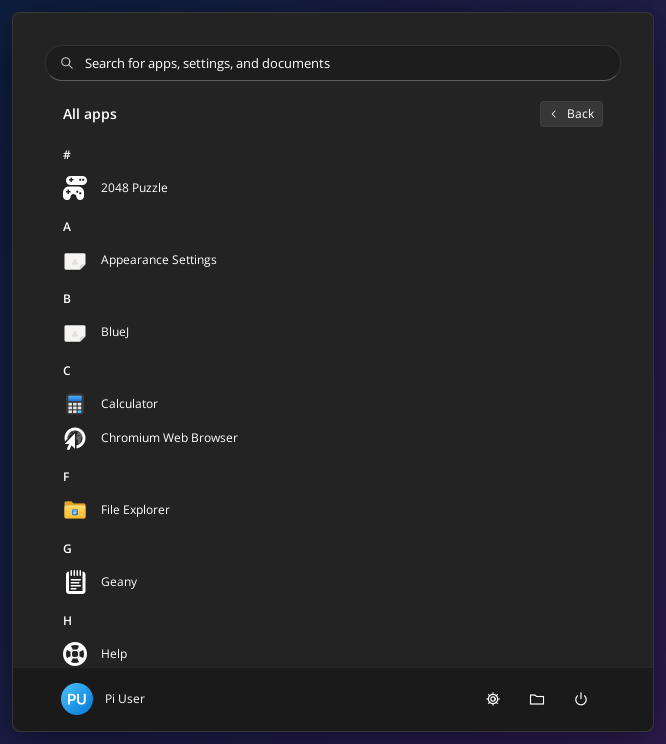 Search for apps, settings, and documents
All apps
Back
#
2048 Puzzle
A
Appearance Settings
B
BlueJ
C
Calculator
Chromium Web Browser
F
File Explorer
G
Geany
H
Help
PU
Pi User